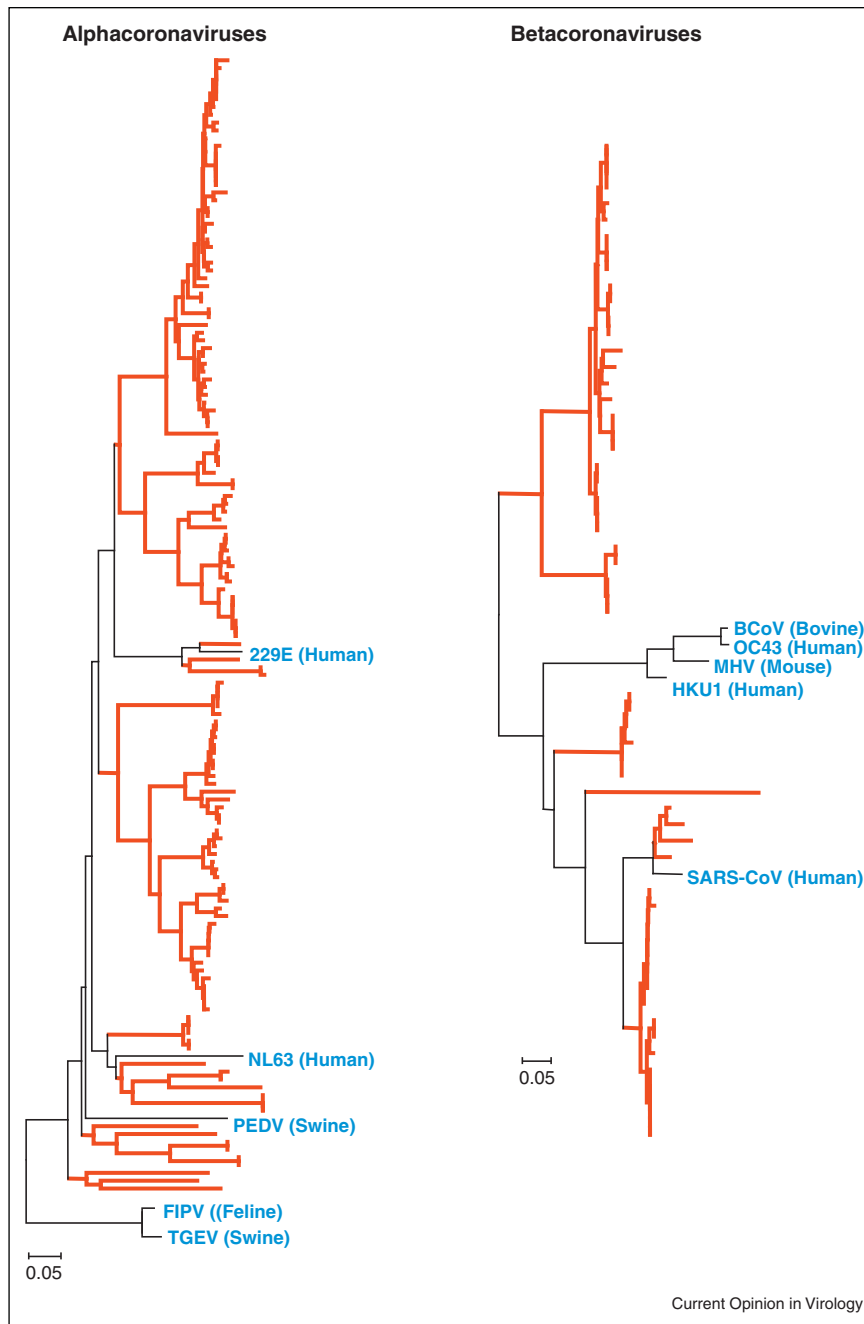 Alphacoronaviruses
Betacoronaviruses
BCoV (Bovine)
OC43 (Human)
229E (Human)
MHV (Mouse)
HKU1 (Human)
SARS-CoV (Human)
NL63 (Human)
0.05
PEDV (Swine)
FIPV ((Feline)
TGEV (Swine)
0.05
Current Opinion in Virology